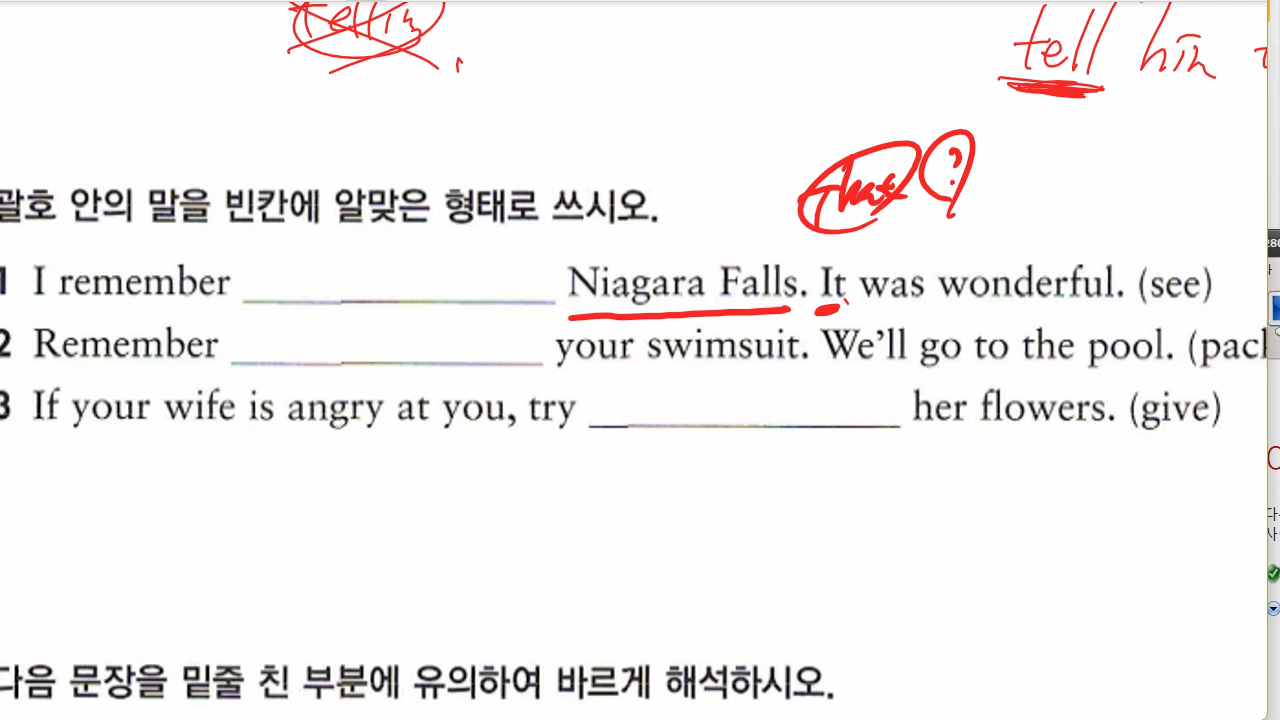 tell him
괄호 안의 말을 빈칸에 알맞은 형태로 쓰시오.
?
1 I remember Niagara Falls. It was wonderful. (see)
2 Remember your swimsuit. We'll go to the pool. (pack
3 If your wife is angry at you, try her flowers. (give)
다음 문장을 밑줄 친 부분에 유의하여 바르게 해석하시오.